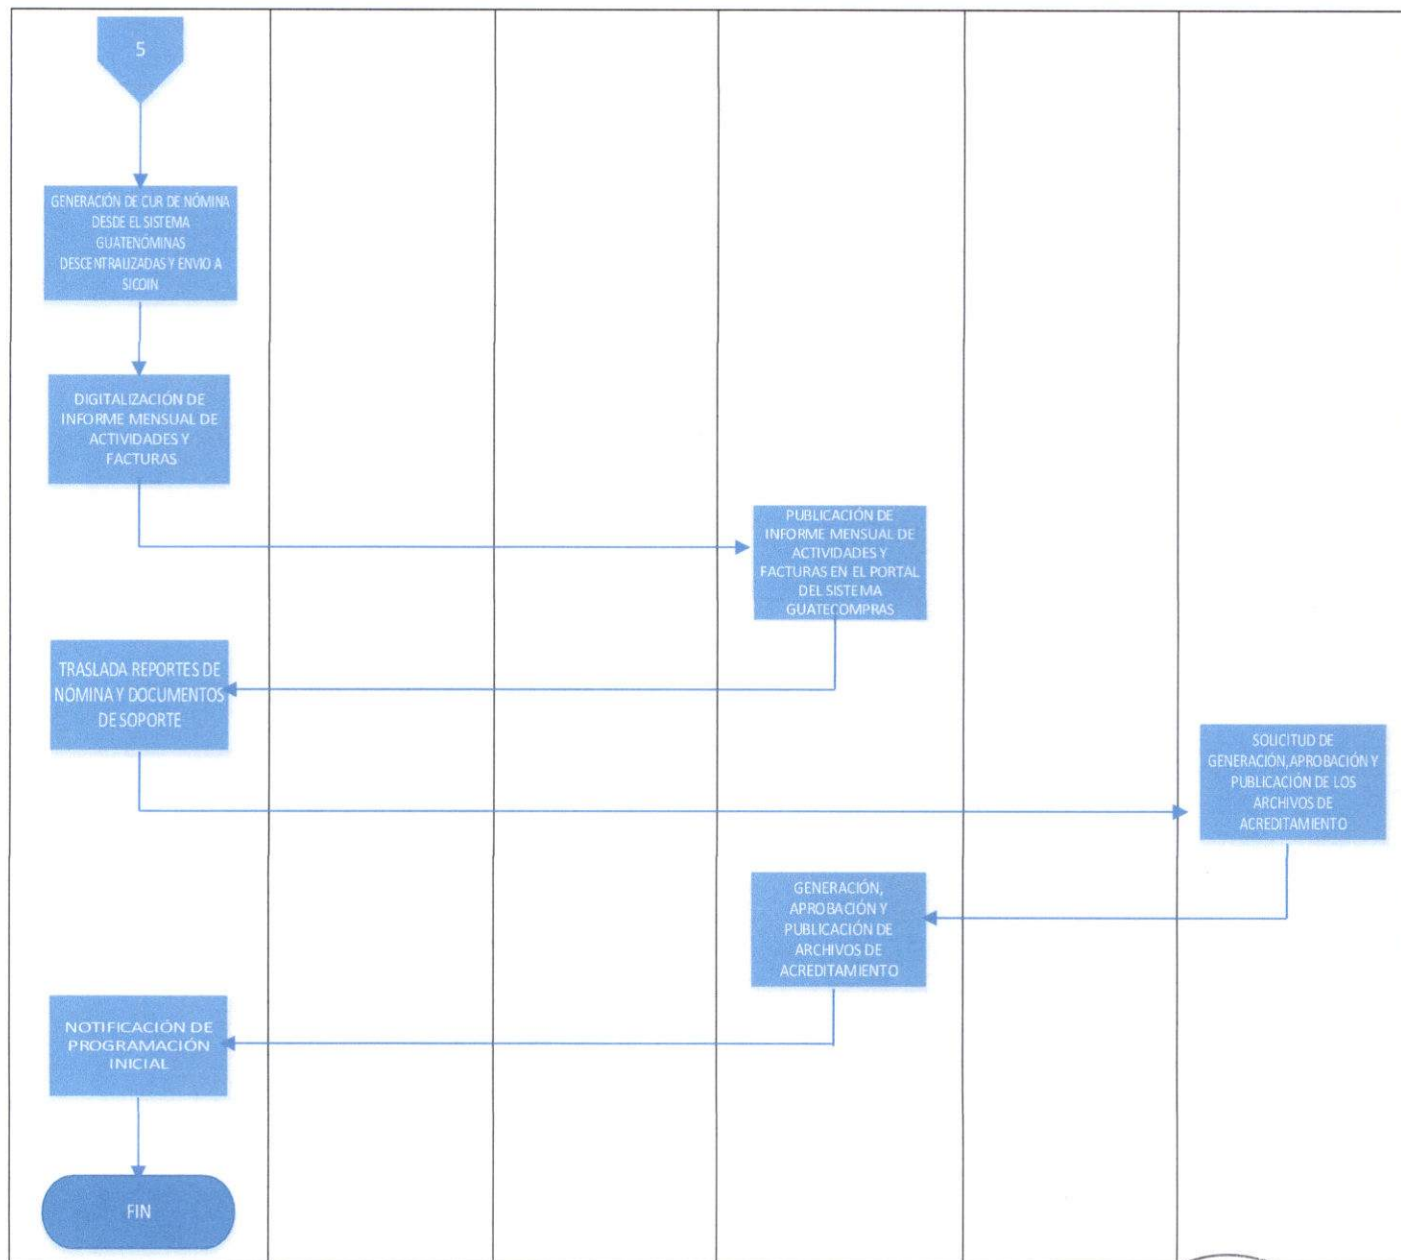 5
GENERACIÓN DE CUR DE NÓMINA
DESDE EL SISTEMA
GUATENÓMINAS
DESCENTRALIZADAS Y ENVIO A
SICOIN
DIGITALIZACIÓN DE
INFORME MENSUAL DE
ACTIVIDADES Y
FACTURAS
PUBLICACIÓN DE
INFORME MENSUAL DE
ACTIVIDADES Y
FACTURAS EN EL PORTAL
DEL SISTEMA
GUATECOMPRAS
TRASLADA REPORTES DE
NÓMINA Y DOCUMENTOS
DE SOPORTE
SOLICITUD DE
GENERACIÓN, APROBACIÓN Y
PUBLICACIÓN DE LOS
ARCHIVOS DE
ACREDITAMIENTO
GENERACIÓN,
APROBACIÓN Y
PUBLICACIÓN DE
ARCHIVOS DE
ACREDITAMIENTO
NOTIFICACIÓN DE
PROGRAMACIÓN
INICIAL
FIN